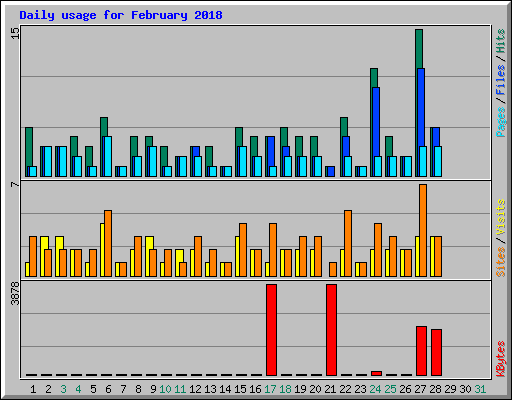 Daily usage for February 2018
15
Pages / Files / Hits
7
Sites / Visits
3878
KBytes
1 2 3 4 5 6 7 8 9 10 11 12 13 14 15 16 17 18 19 20 21 22 23 24 25 26 27 28 29 30 31